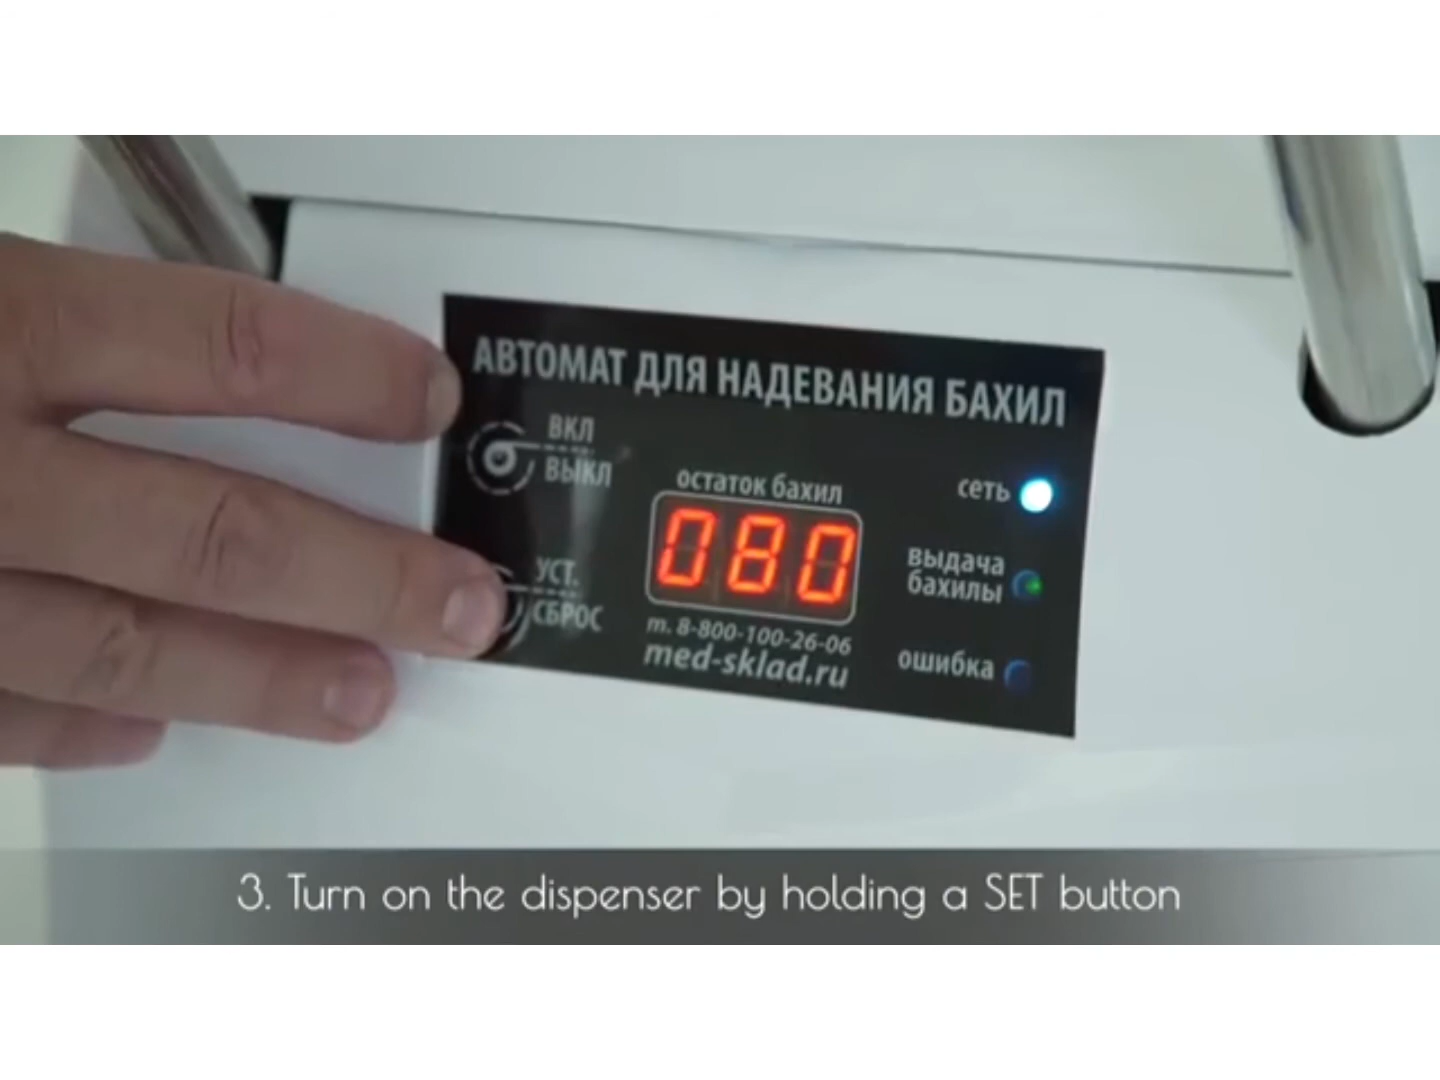 АВТОМАТ ДЛЯ НАДЕВАНИЯ БАХИЛ
ВКЛ
ВЫКЛ
остаток бахил
080
сеть
выдача
бахилы
УСТ.
СБРОС
т. 8-800-100-26-06
med-sklad.ru
ошибка
3. Turn on the dispenser by holding a SET button